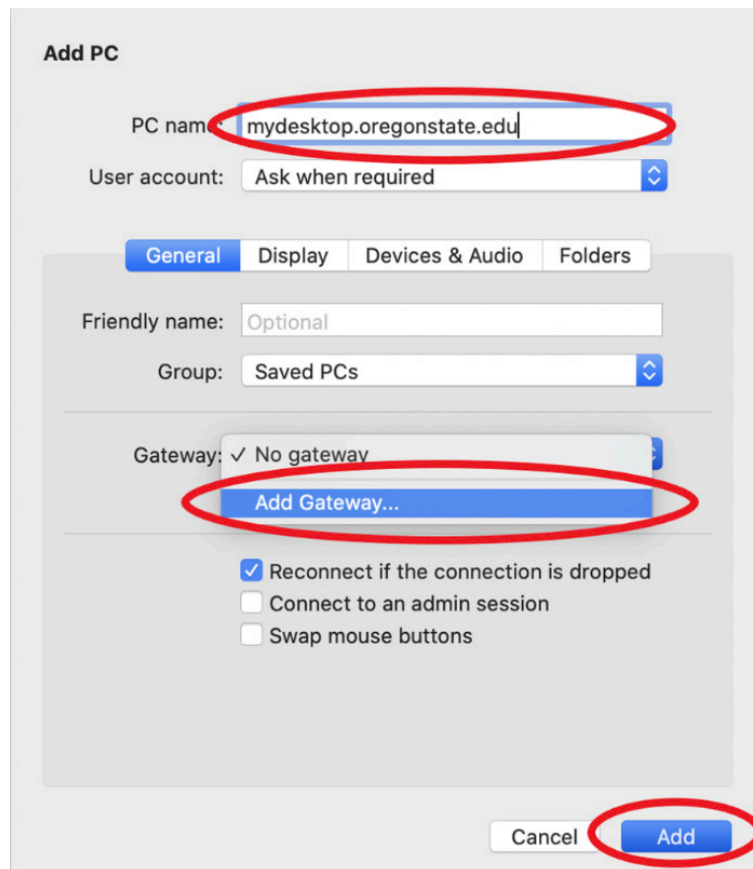 Add PC
PC name: mydesktop.oregonstate.edu
User account: Ask when required
General Display Devices & Audio Folders
Friendly name: Optional
Group: Saved PCs
Gateway: ✓ No gateway
Add Gateway...
✓ Reconnect if the connection is dropped
Connect to an admin session
Swap mouse buttons
Cancel Add